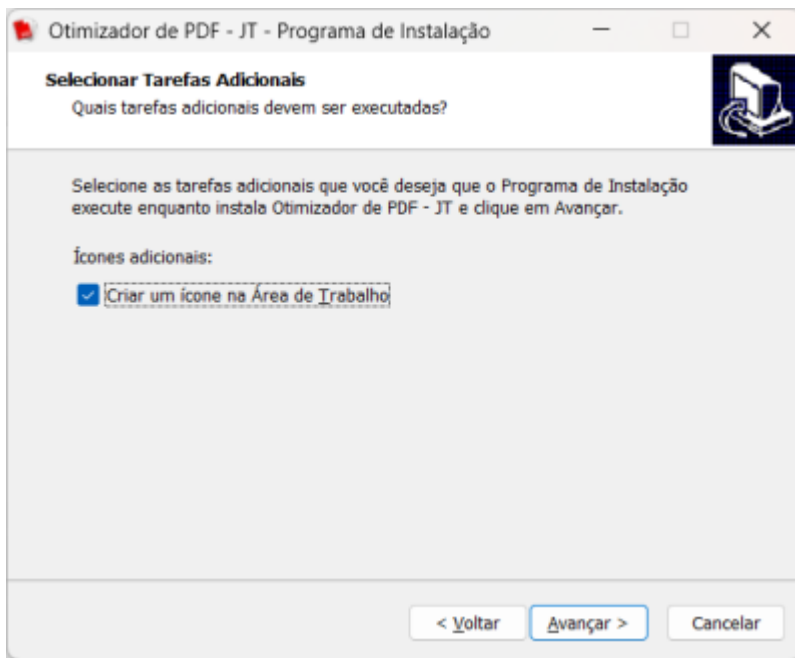 Otimizador de PDF - JT - Programa de Instalação
Selecionar Tarefas Adicionais
Quais tarefas adicionais devem ser executadas?
Selecione as tarefas adicionais que você deseja que o Programa de Instalação
execute enquanto instala Otimizador de PDF - JT e clique em Avançar.
Ícones adicionais:
Criar um ícone na Área de Trabalho
< Voltar
Avançar >
Cancelar